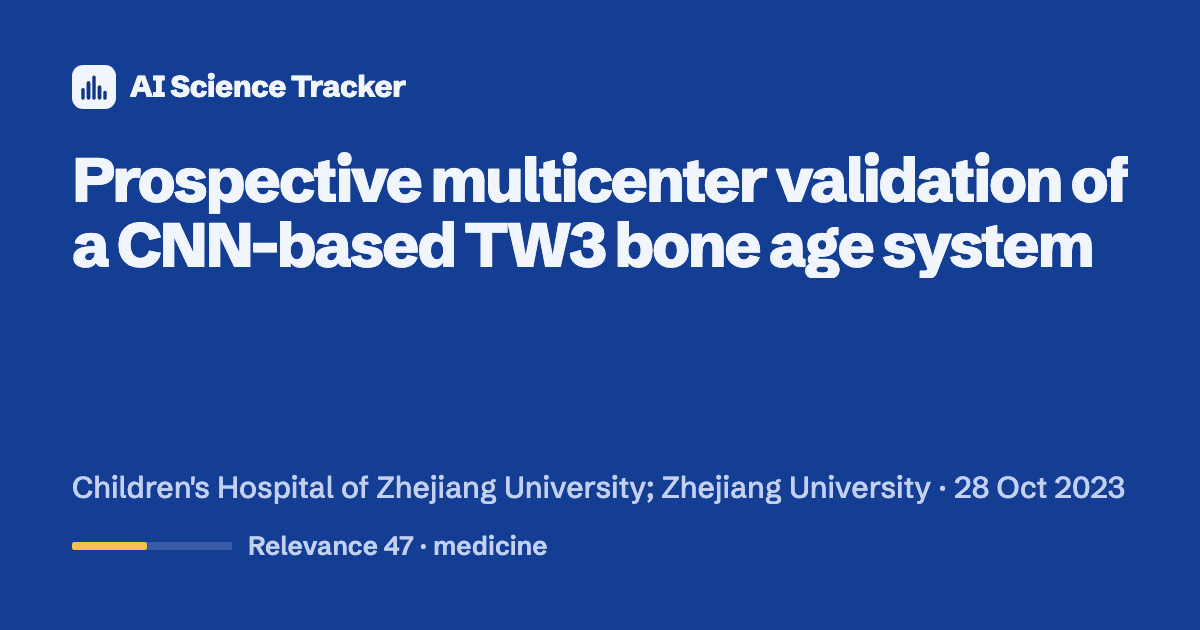 AI Science Tracker
Prospective multicenter validation of
a CNN-based TW3 bone age system
Children's Hospital of Zhejiang University; Zhejiang University · 28 Oct 2023
Relevance 47 · medicine